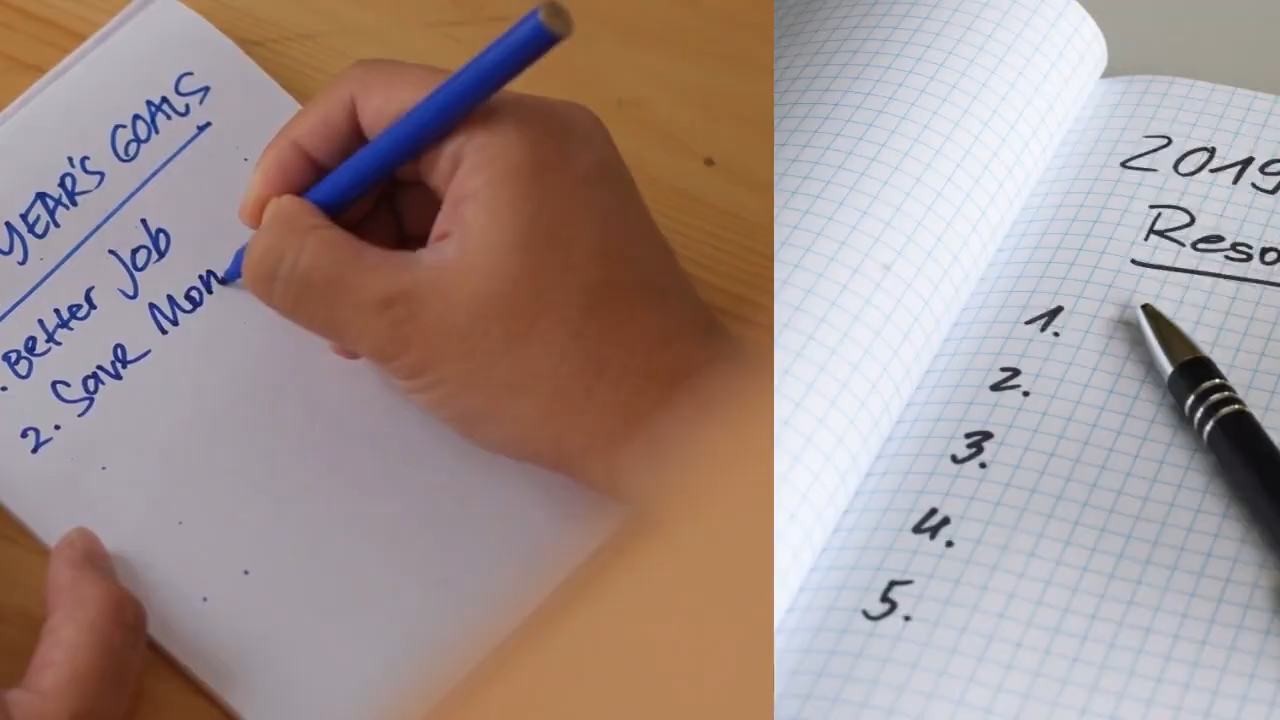 YEAR'S GOALS
. Better Job
2. Save Mon
2019
Reso
1.
2.
3.
4.
5.